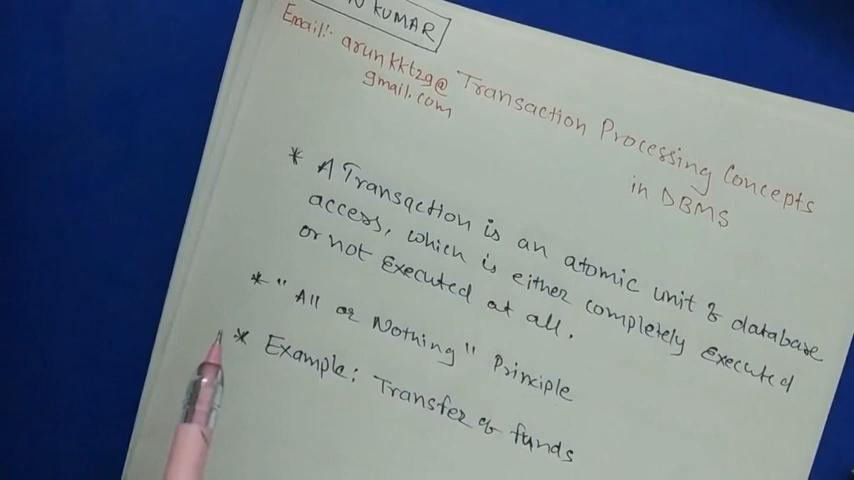 KUMAR
Email:- arunkkt29@
gmail.com
Transaction Processing Concepts
in DBMS
* A Transaction is an atomic unit of database
access, which is either completely executed
or not executed at all.
* "All or Nothing" Principle
* Example: Transfer of funds